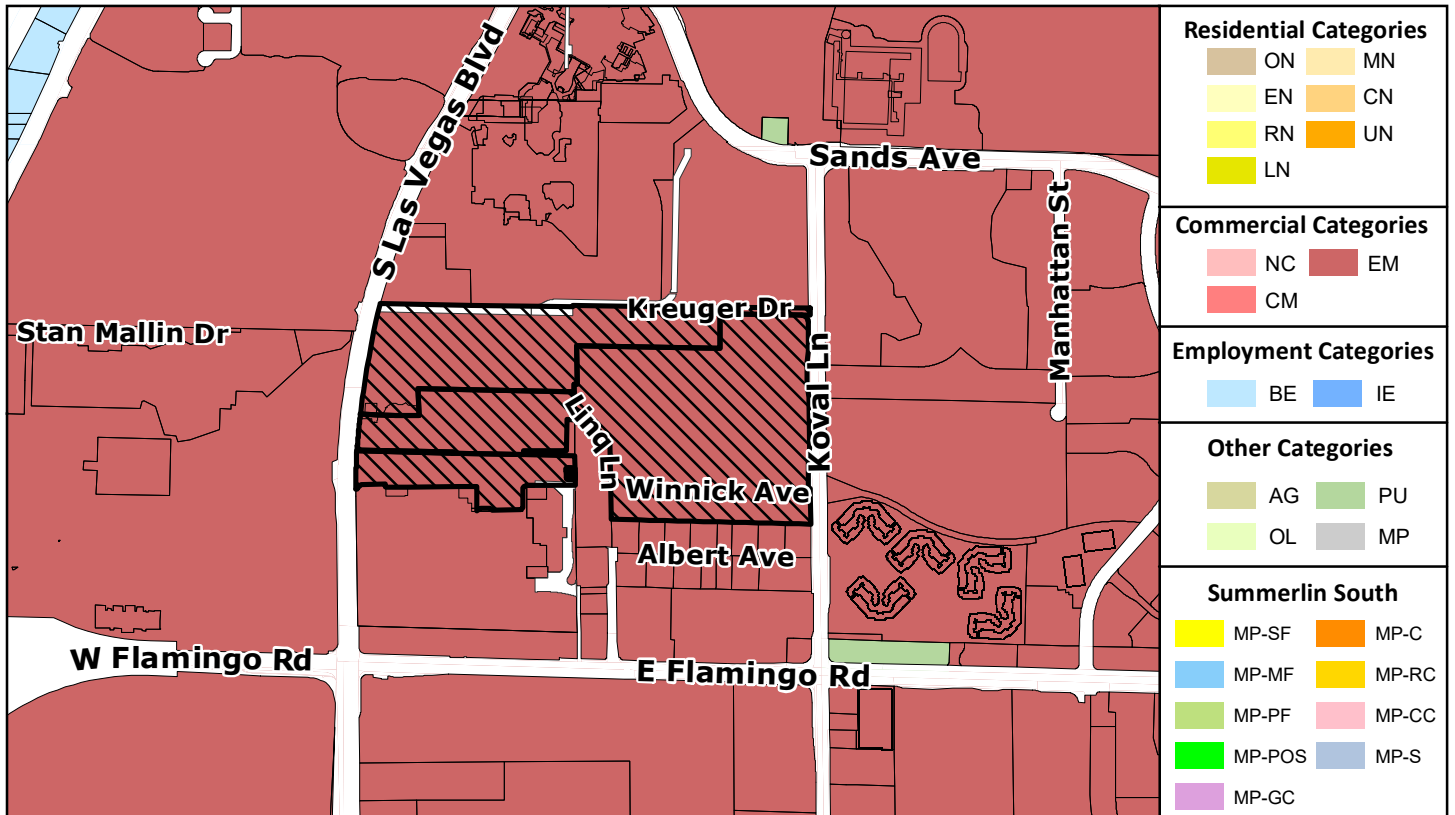 S Las Vegas Blvd
Sands Ave
Manhattan St
Kreuger Dr
Stan Mallin Dr
Koval Ln
Linq Ln
Winnick Ave
Albert Ave
W Flamingo Rd
E Flamingo Rd
Residential Categories
ON MN
EN CN
RN UN
LN
Commercial Categories
NC EM
CM
Employment Categories
BE IE
Other Categories
AG PU
OL MP
Summerlin South
MP-SF MP-C
MP-MF MP-RC
MP-PF MP-CC
MP-POS MP-S
MP-GC